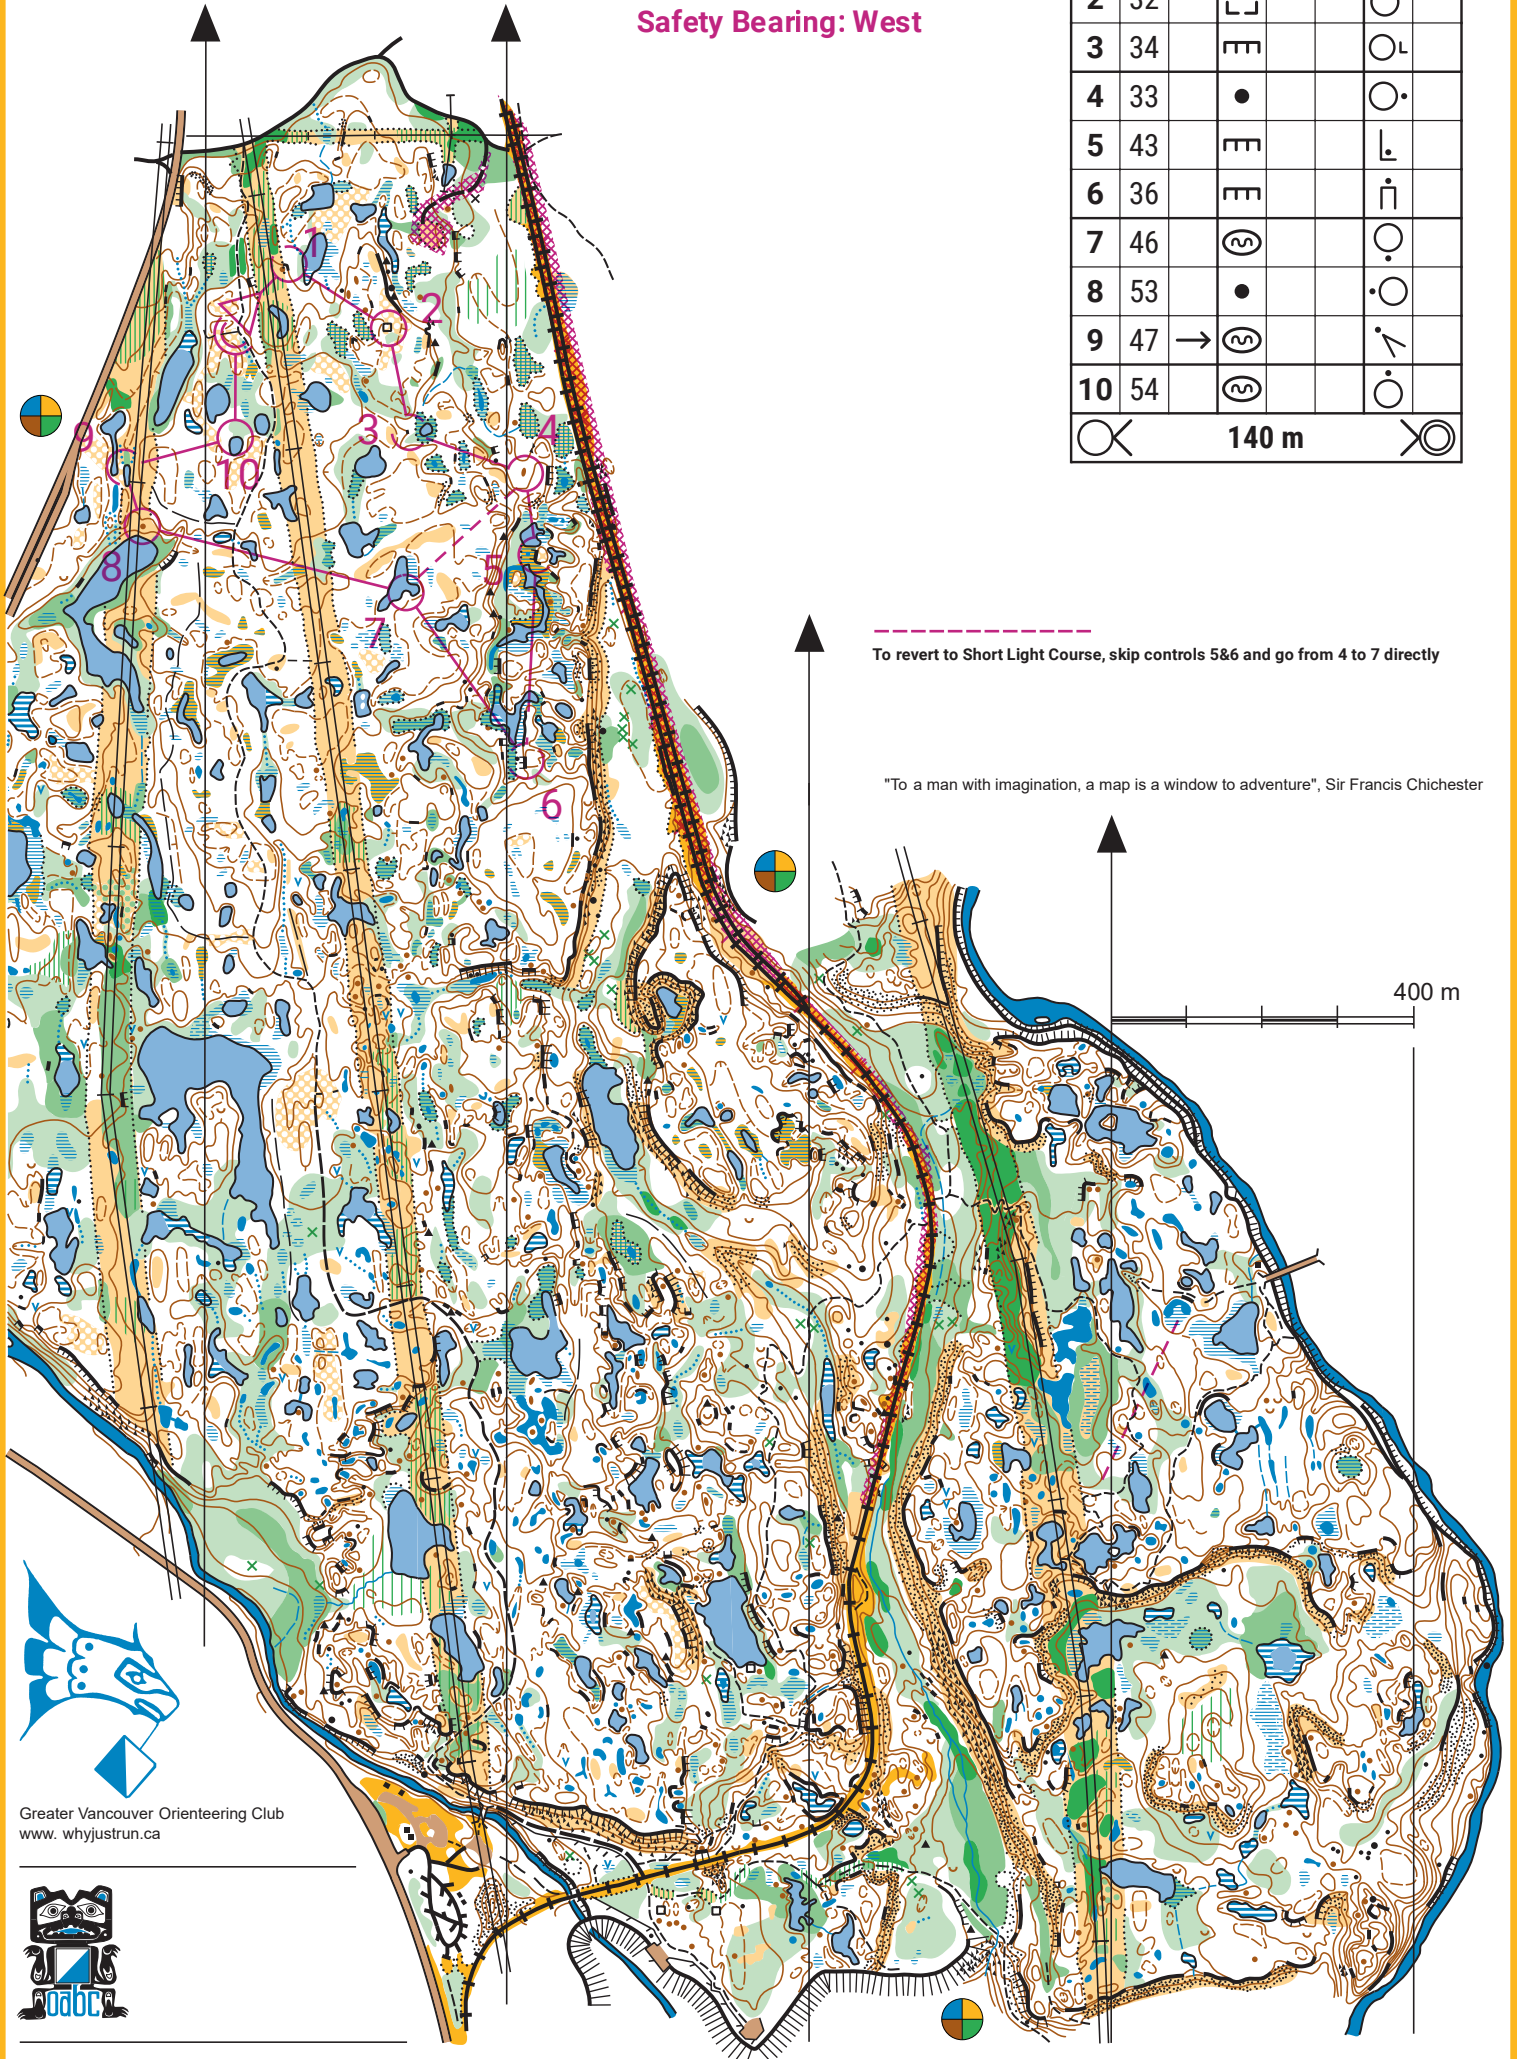 Safety Bearing: West
2 32
3 34
4 33
5 43
6 36
7 46
8 53
9 47
10 54
140 m
1
2
3
4
5
6
7
8
9
10
To revert to Short Light Course, skip controls 5&6 and go from 4 to 7 directly
"To a man with imagination, a map is a window to adventure", Sir Francis Chichester
400 m
Greater Vancouver Orienteering Club
www. whyjustrun.ca
oabc